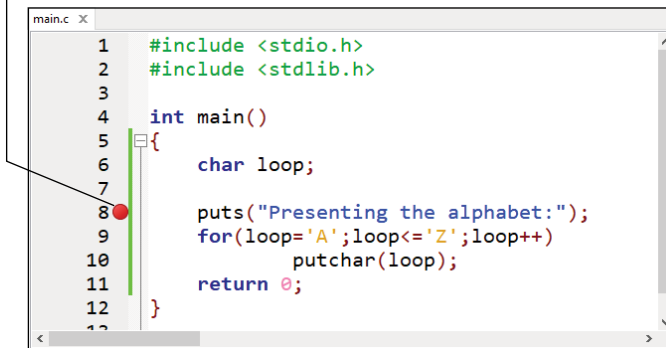 main.c X
1 #include <stdio.h>
2 #include <stdlib.h>
3
4 int main()
5 {
6 char loop;
7
8 puts("Presenting the alphabet:");
9 for(loop='A';loop<='Z';loop++)
10 putchar(loop);
11 return 0;
12 }